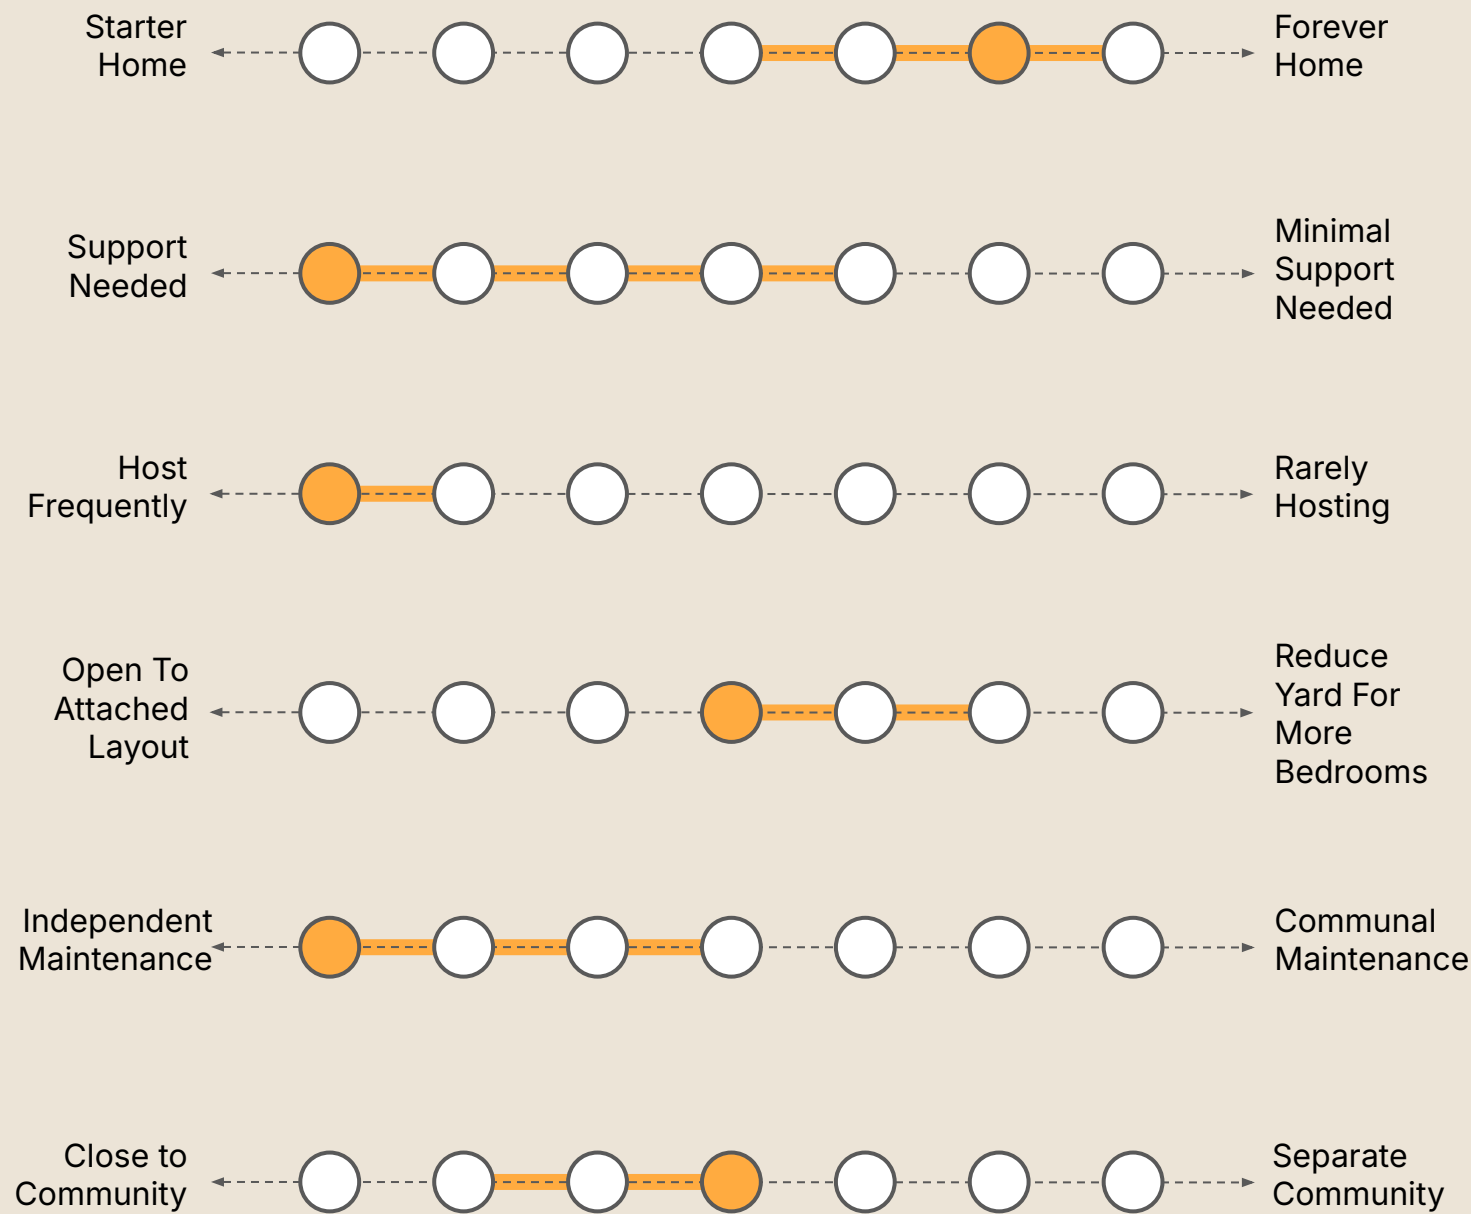 Starter
Home
Forever
Home
Support
Needed
Minimal
Support
Needed
Host
Frequently
Rarely
Hosting
Open To
Attached
Layout
Reduce
Yard For
More
Bedrooms
Independent
Maintenance
Communal
Maintenance
Close to
Community
Separate
Community